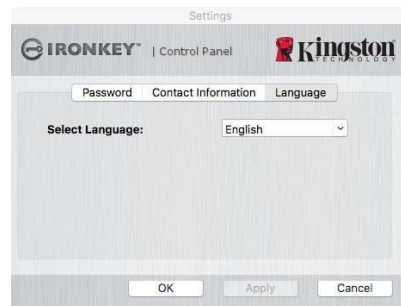 Settings
IRONKEY™ | Control Panel
Kingston
TECHNOLOGY
Password Contact Information Language
Select Language: English
OK Apply Cancel